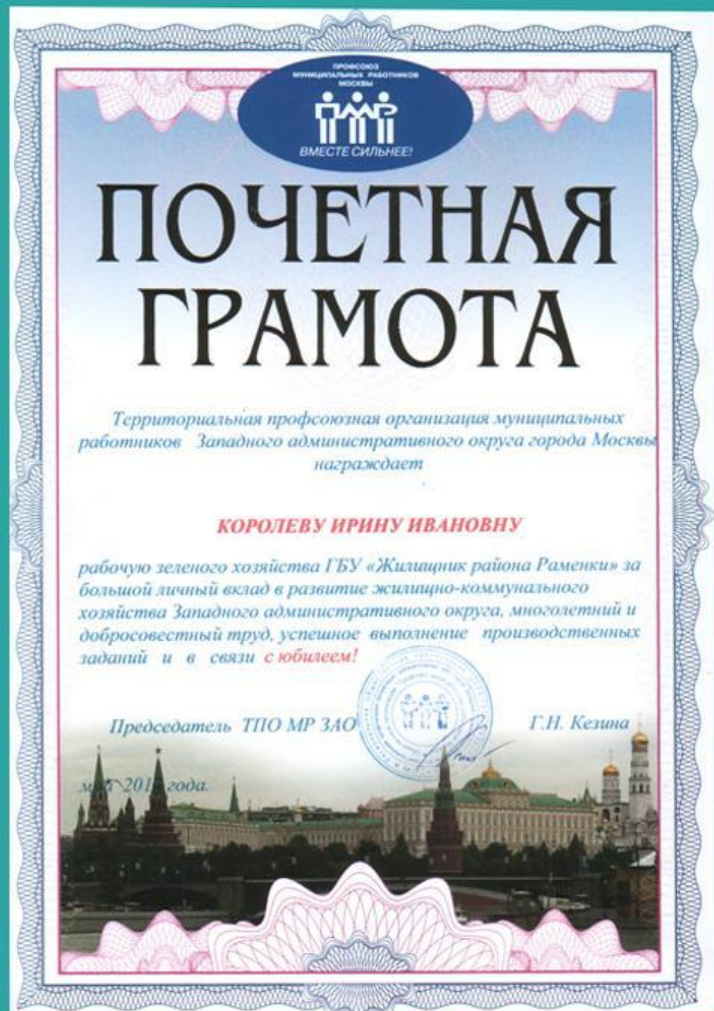 ПРОФСОЮЗ
МУНИЦИПАЛЬНЫХ РАБОТНИКОВ
МОСКВЫ
ПМР
ВМЕСТЕ СИЛЬНЕЕ!
ПОЧЕТНАЯ
ГРАМОТА
Территориальная профсоюзная организация муниципальных
работников Западного административного округа города Москвы
награждает
КОРОЛЕВУ ИРИНУ ИВАНОВНУ
рабочую зеленого хозяйства ГБУ «Жилищник района Раменки» за
большой личный вклад в развитие жилищно-коммунального
хозяйства Западного административного округа, многолетний и
добросовестный труд, успешное выполнение производственных
заданий и в связи с юбилеем!
Председатель ТПО МР ЗАО Г.Н. Кезина
года.